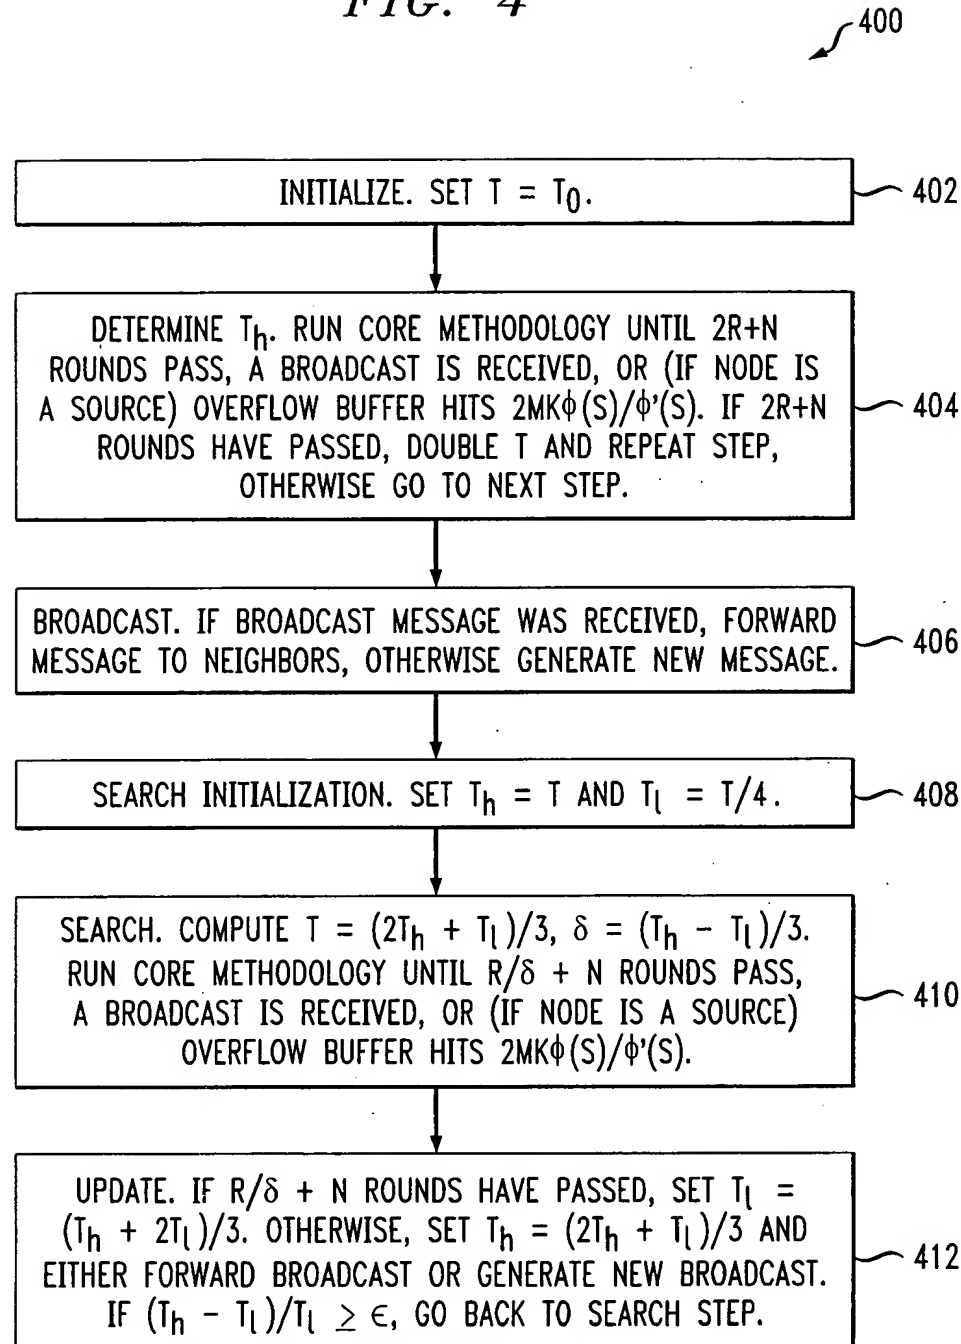 FIG. 4
400
INITIALIZE. SET T = T0.
402
DETERMINE Th. RUN CORE METHODOLOGY UNTIL 2R+N
ROUNDS PASS, A BROADCAST IS RECEIVED, OR (IF NODE IS
A SOURCE) OVERFLOW BUFFER HITS 2MKϕ(S)/ϕ'(S). IF 2R+N
ROUNDS HAVE PASSED, DOUBLE T AND REPEAT STEP,
OTHERWISE GO TO NEXT STEP.
404
BROADCAST. IF BROADCAST MESSAGE WAS RECEIVED, FORWARD
MESSAGE TO NEIGHBORS, OTHERWISE GENERATE NEW MESSAGE.
406
SEARCH INITIALIZATION. SET Th = T AND Tl = T/4.
408
SEARCH. COMPUTE T = (2Th + Tl)/3, δ = (Th - Tl)/3.
RUN CORE METHODOLOGY UNTIL R/δ + N ROUNDS PASS,
A BROADCAST IS RECEIVED, OR (IF NODE IS A SOURCE)
OVERFLOW BUFFER HITS 2MKϕ(S)/ϕ'(S).
410
UPDATE. IF R/δ + N ROUNDS HAVE PASSED, SET Tl =
(Th + 2Tl)/3. OTHERWISE, SET Th = (2Th + Tl)/3 AND
EITHER FORWARD BROADCAST OR GENERATE NEW BROADCAST.
IF (Th - Tl)/Tl ≥ ϵ, GO BACK TO SEARCH STEP.
412